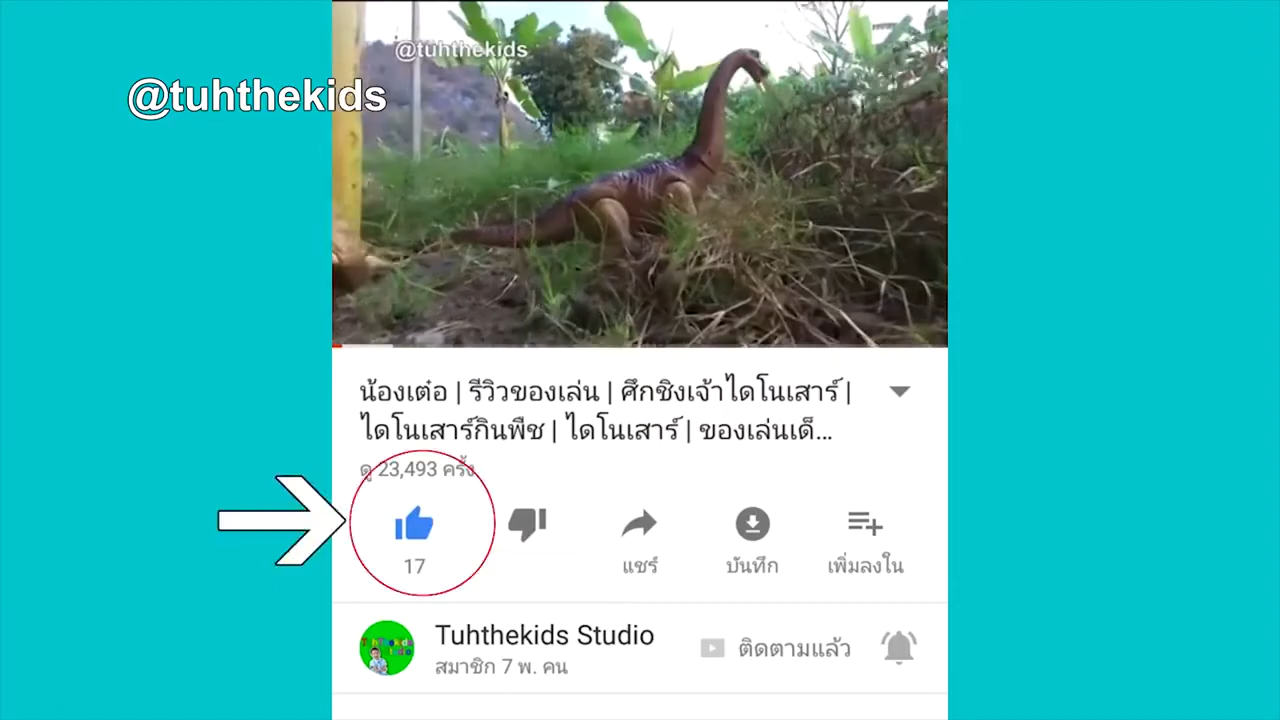 @tuhthekids
@tuhthekids
น้องเต๋อ | รีวิวของเล่น | ศึกชิงเจ้าไดโนเสาร์ |
ไดโนเสาร์กินพืช | ไดโนเสาร์ | ของเล่นเด็...
ดู 23,493 ครั้ง
17
แชร์
บันทึก
เพิ่มลงใน
Tuhthekids Studio
ติดตามแล้ว
สมาชิก 7 พ. คน